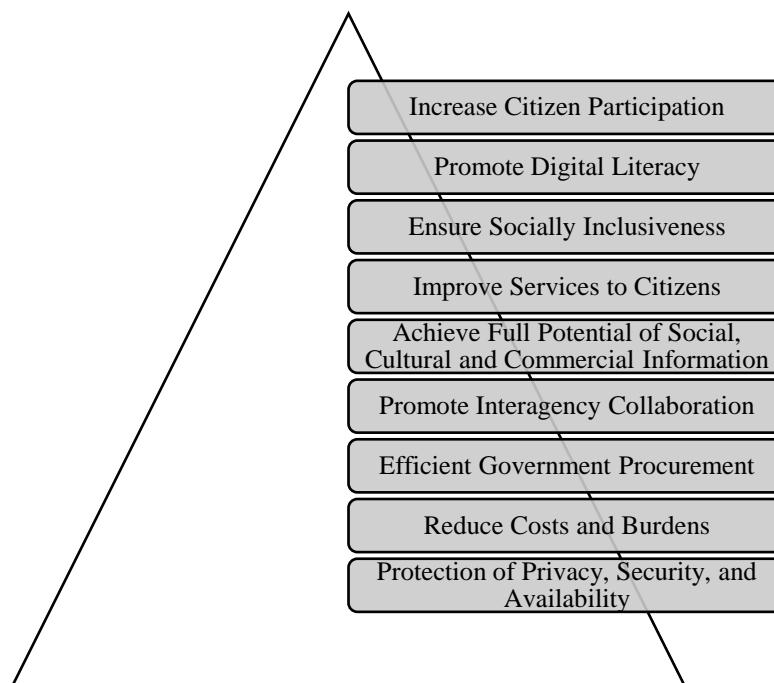 Increase Citizen Participation
Promote Digital Literacy
Ensure Socially Inclusiveness
Improve Services to Citizens
Achieve Full Potential of Social,
Cultural and Commercial Information
Promote Interagency Collaboration
Efficient Government Procurement
Reduce Costs and Burdens
Protection of Privacy, Security, and
Availability